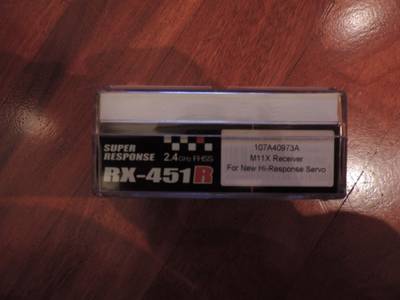 SUPER
RESPONSE
2.4GHz FHSS
RX-451R
107A40973A
M11X Receiver
For New Hi-Response Servo